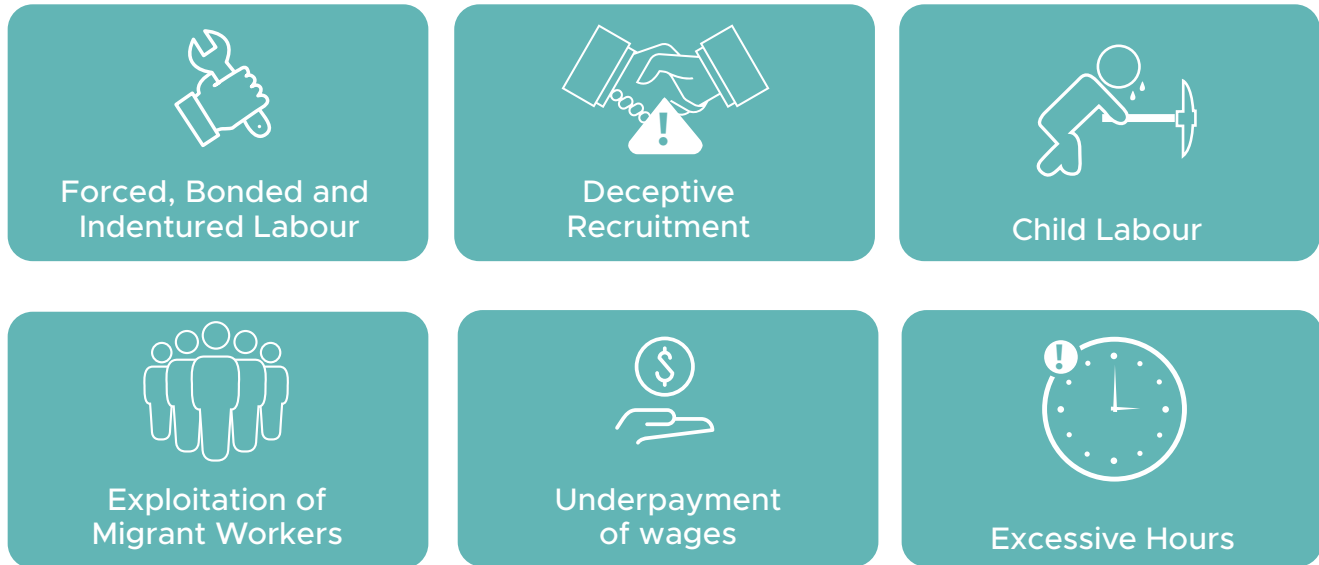 Forced, Bonded and
Indentured Labour
Deceptive
Recruitment
Child Labour
Exploitation of
Migrant Workers
Underpayment
of wages
Excessive Hours